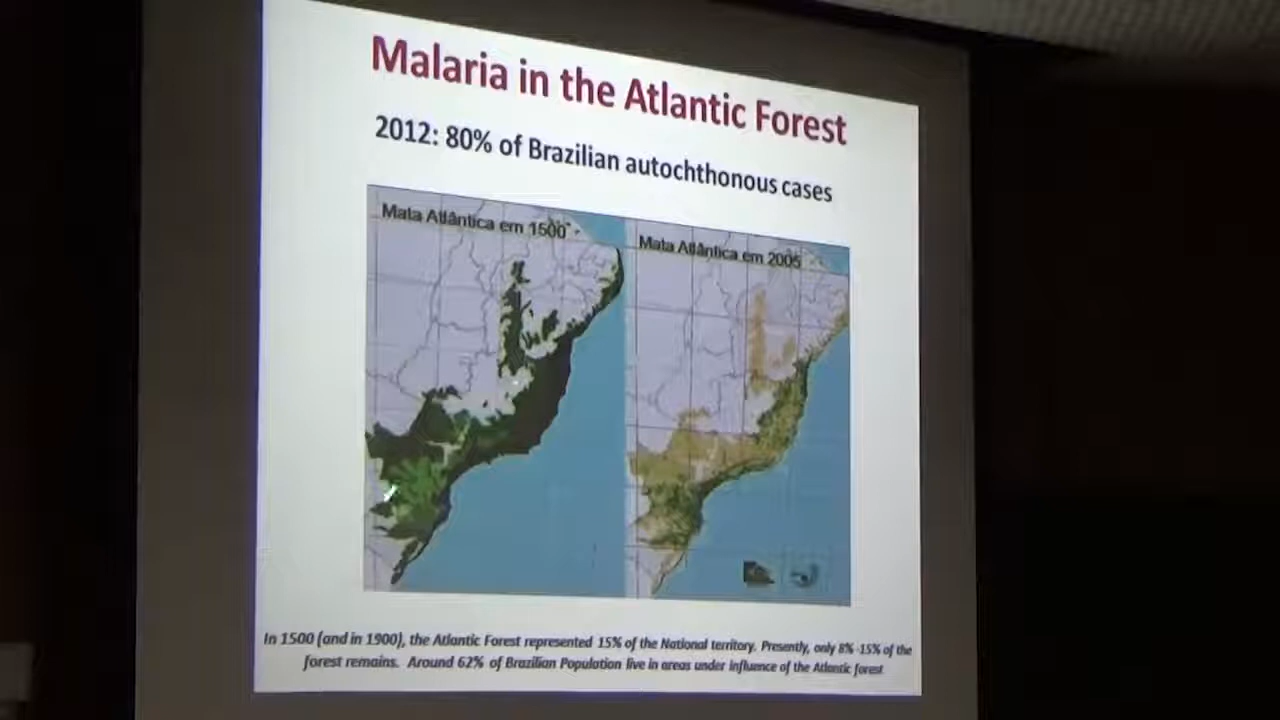 Malaria in the Atlantic Forest
2012: 80% of Brazilian autochthonous cases
Mata Atlântica em 1500
Mata Atlântica em 2005
In 1500 (and in 1900), the Atlantic Forest represented 15% of the National territory. Presently, only 8% -15% of the
forest remains. Around 62% of Brazilian Population live in areas under influence of the Atlantic forest